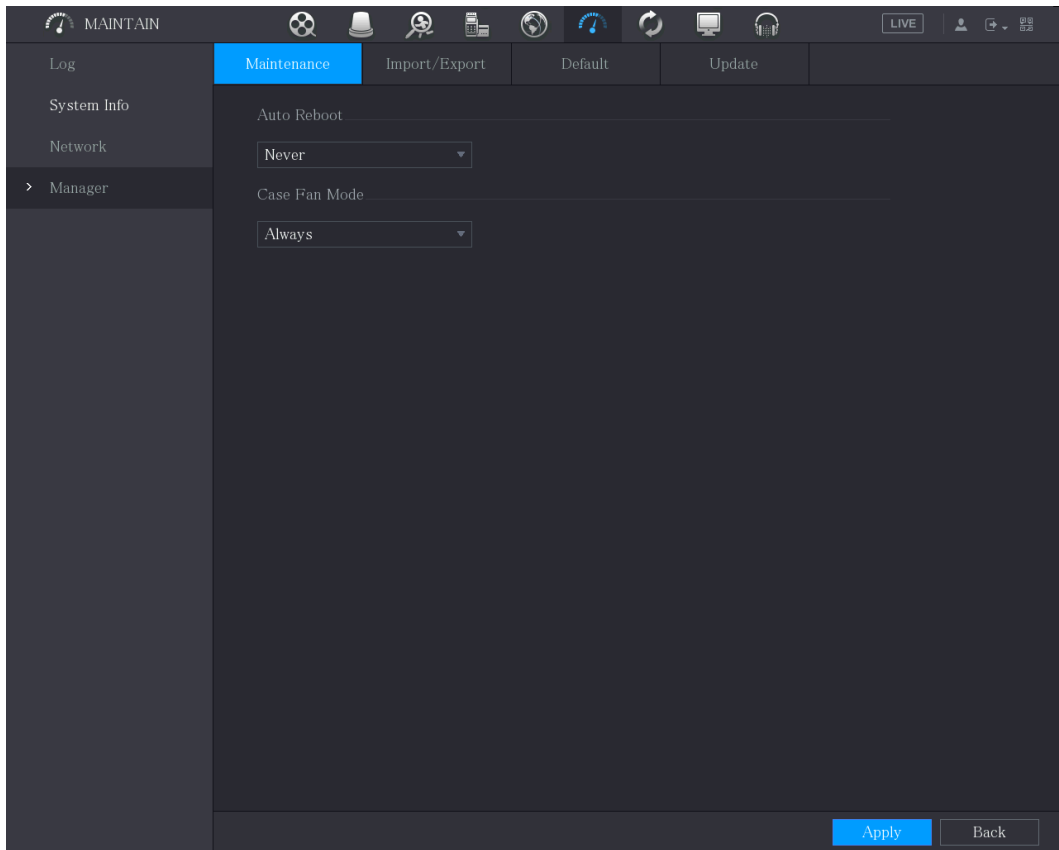 MAINTAIN
LIVE
Log
System Info
Network
Manager
Maintenance Import/Export Default Update
Auto Reboot
Never
Case Fan Mode
Always
Apply Back